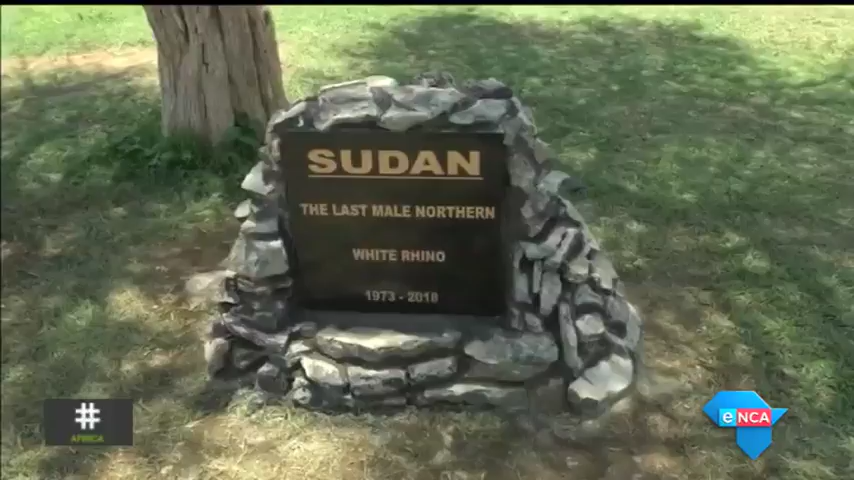 SUDAN
THE LAST MALE NORTHERN
WHITE RHINO
1973 - 2018
#
AFRICA
eNCA